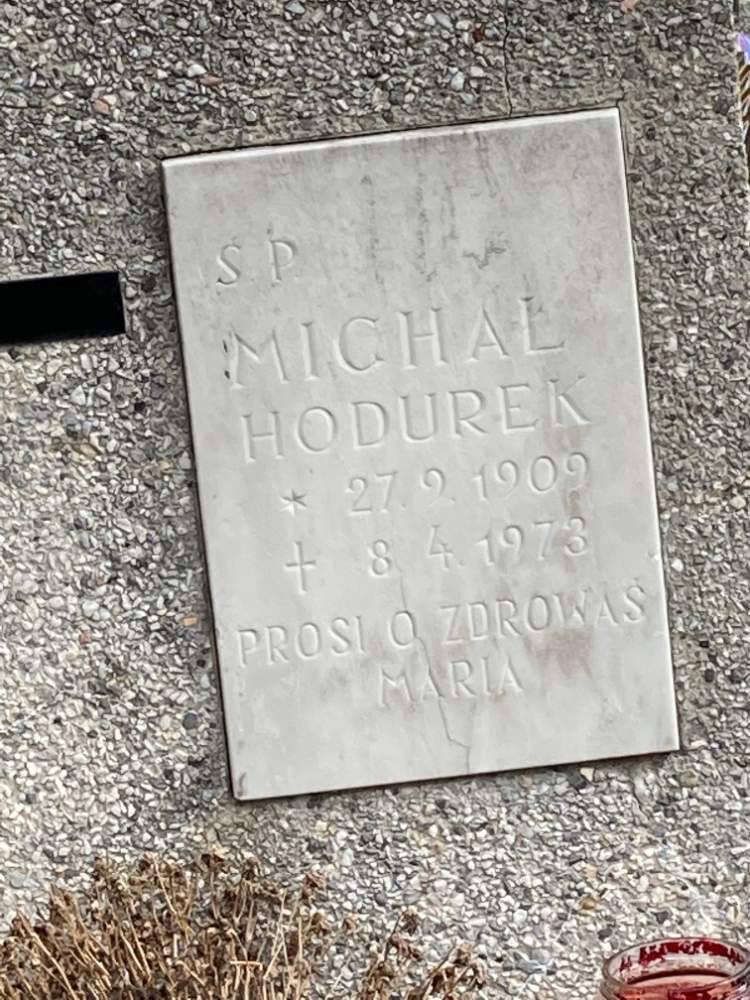 Ś. P.
MICHAŁ
HODUREK
* 27. 9. 1909
† 8. 4. 1973
PROSI O ZDROWAŚ
MARIA